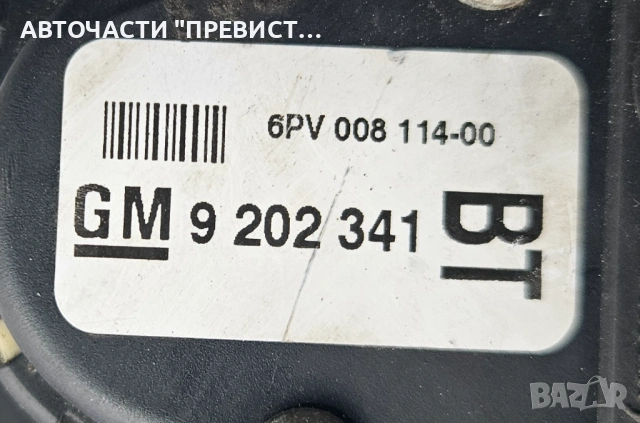 АВТОЧАСТИ "ПРЕВИСТ...
6PV 008 114-00
GM 9 202 341
BT
BAZAR